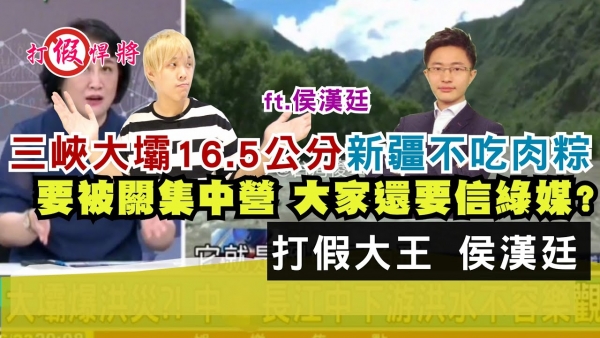 打假悍將
ft.侯漢廷
三峽大壩16.5公分 新疆不吃肉粽
要被關集中營 大家還要信綠媒?
它就
打假大王 侯漢廷
大壩爆洪災?! 中
長江中下游洪水不容樂觀